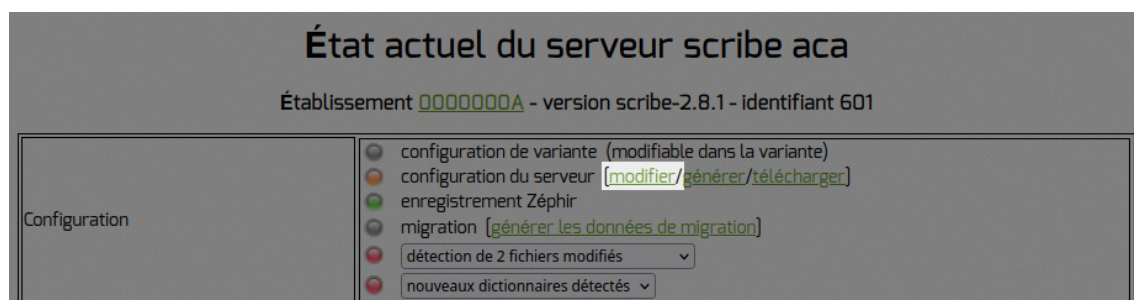 État actuel du serveur scribe aca
Établissement 0000000A - version scribe-2.8.1 - identifiant 601
Configuration
configuration de variante (modifiable dans la variante)
configuration du serveur [modifier/générer/télécharger]
enregistrement Zéphir
migration [générer les données de migration]
détection de 2 fichiers modifiés
nouveaux dictionnaires détectés